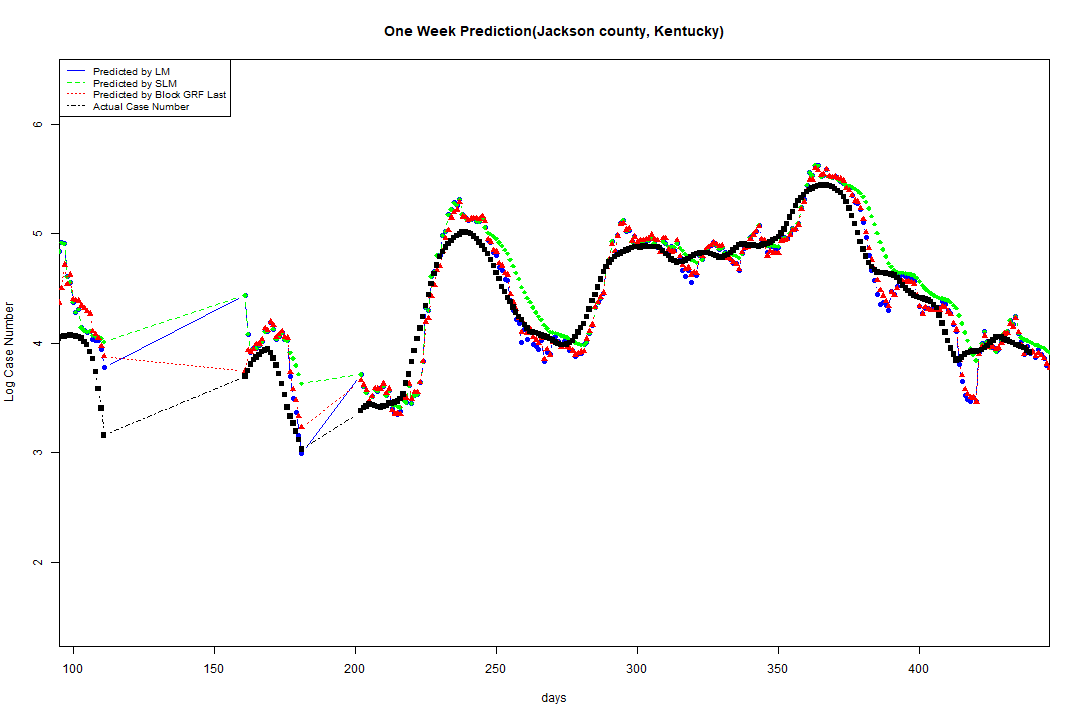 One Week Prediction(Jackson county, Kentucky)
Predicted by LM
Predicted by SLM
Predicted by Block GRF Last
Actual Case Number
6
5
4
3
2
Log Case Number
100 150 200 250 300 350 400
days